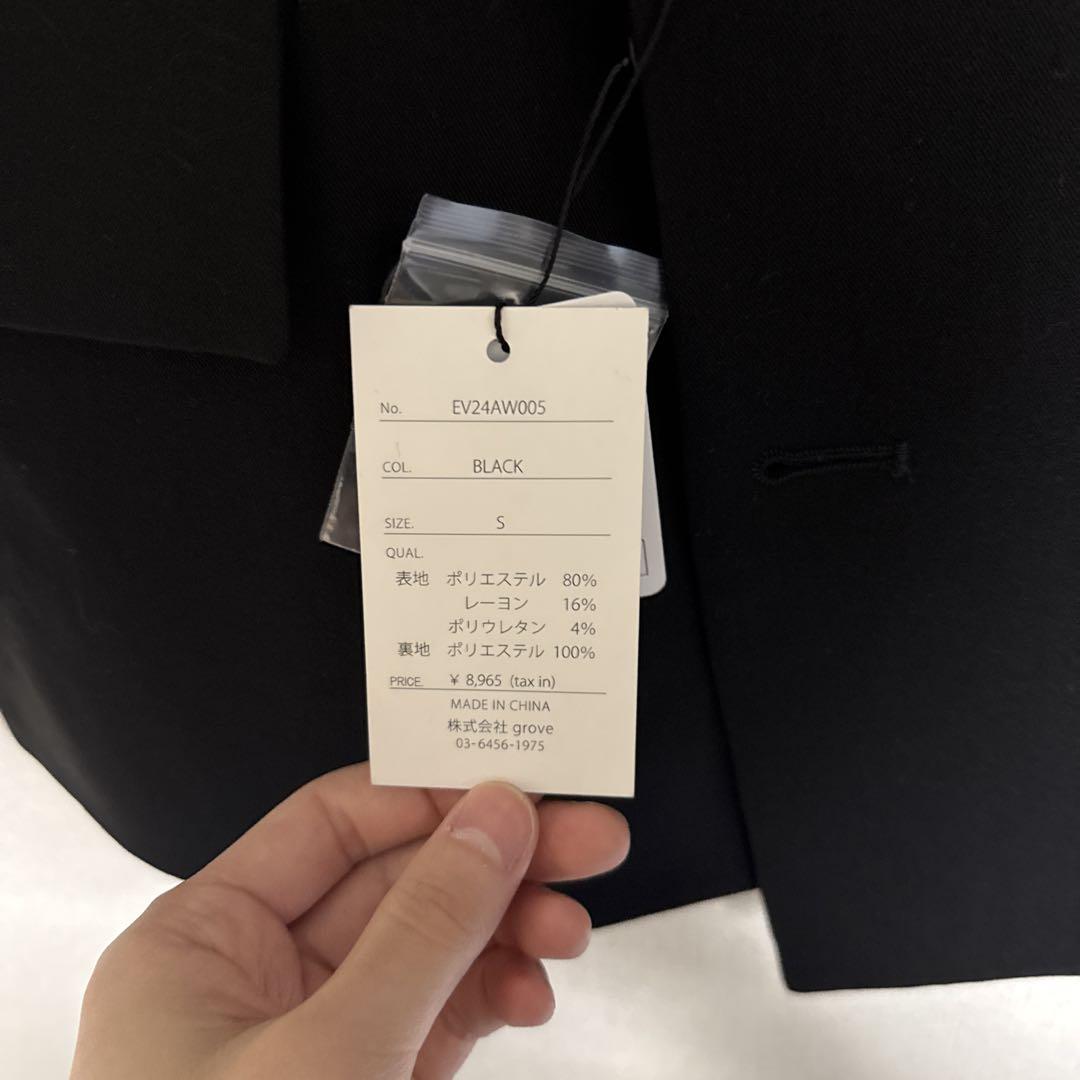 No. EV24AW005
COL. BLACK
SIZE. S
QUAL.
表地 ポリエステル 80%
レーヨン 16%
ポリウレタン 4%
裏地 ポリエステル 100%
PRICE. ¥ 8,965 (tax in)
MADE IN CHINA
株式会社 grove
03-6456-1975